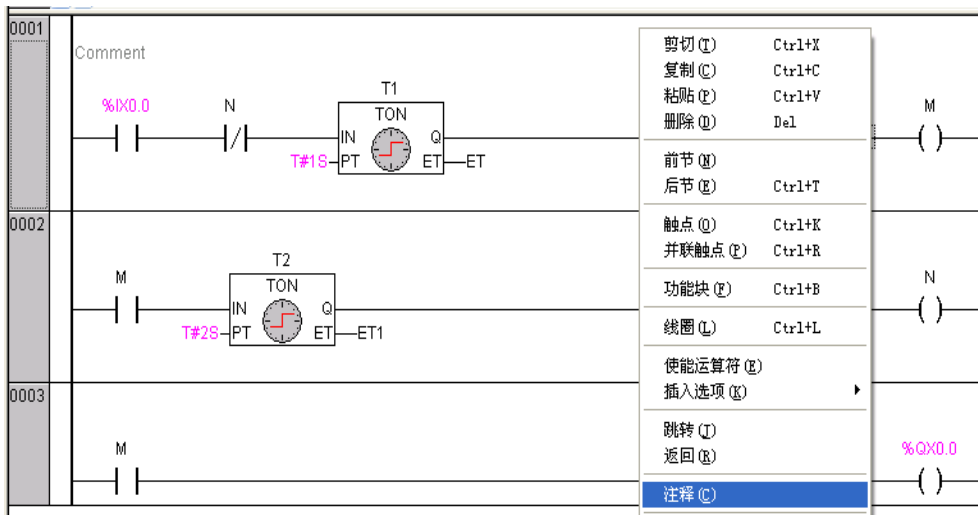 0001
Comment
%IX0.0
N
T1
TON
IN
Q
T#1S
PT
ET
ET
M
0002
M
T2
TON
IN
Q
T#2S
PT
ET
ET1
N
0003
M
%QX0.0
剪切(T) Ctrl+X
复制(C) Ctrl+C
粘贴(P) Ctrl+V
删除(D) Del
前节(N)
后节(E) Ctrl+T
触点(O) Ctrl+K
并联触点(P) Ctrl+R
功能块(F) Ctrl+B
线圈(L) Ctrl+L
使能运算符(E)
插入选项(K)
跳转(J)
返回(R)
注释(C)